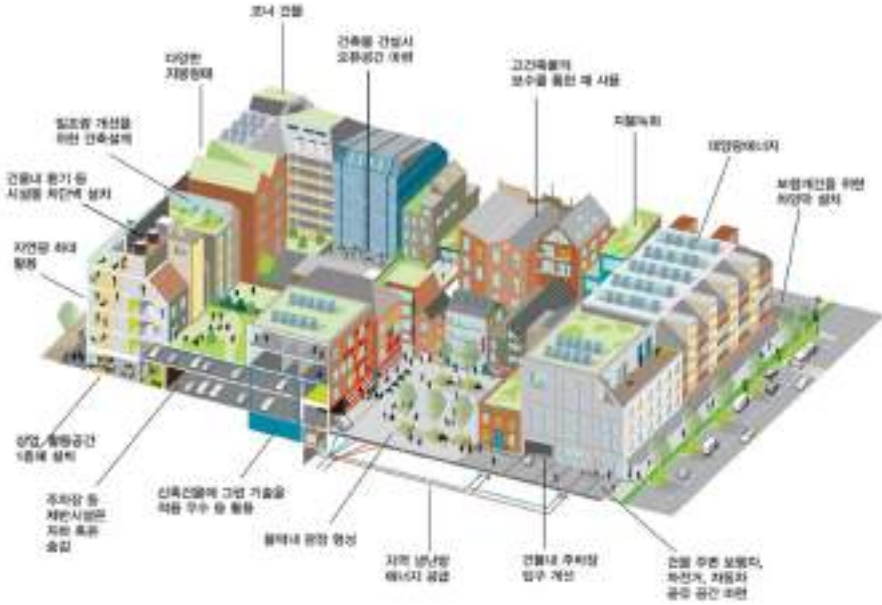 코너 건물
다양한
지붕형태
건축물 건설시
오픈공간 마련
고건축물의
보수를 통한 재 사용
일조량 개선을
위한 건축설계
지붕녹화
태양광에너지
건물내 환기 등
시설물 차단벽 설치
보행개선을 위한
설치
자연광 최대
활용
상업, 활동공간
1층에 설치
주차장 등
제반시설은
지하 혹은
숨김
신축건물에 그린 기술을
적용 우수 등 활용
블럭내 광장 형성
지역 냉난방
에너지 공급
건물내 주차장
입구 개선
건물 주변 보행자,
자전거, 자동차
공유 공간 마련